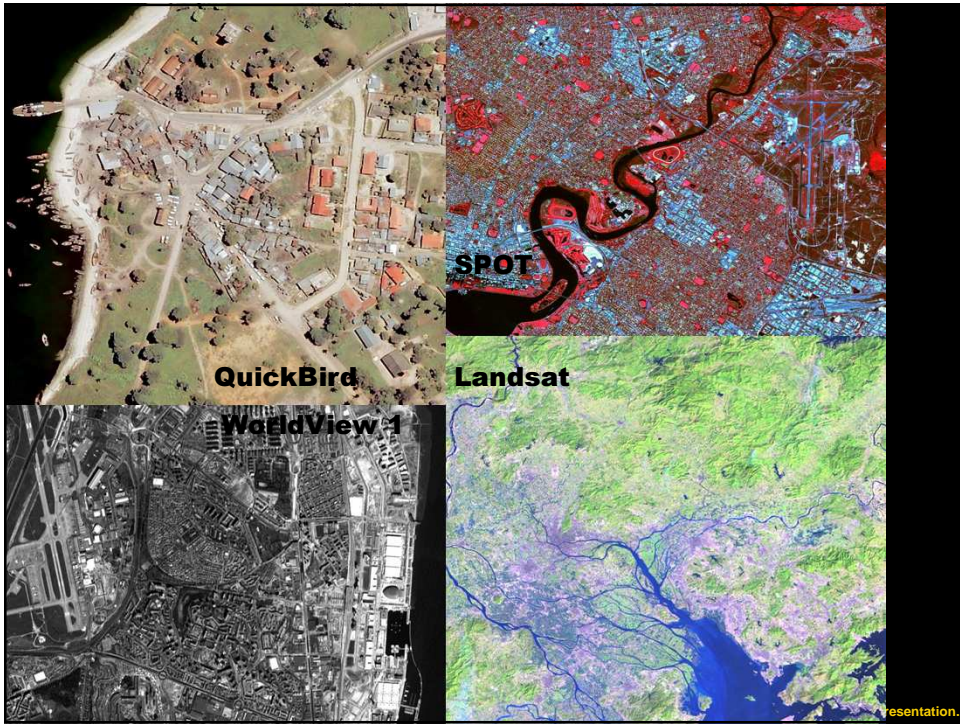 SPOT
QuickBird
Landsat
WorldView 1
resentation.